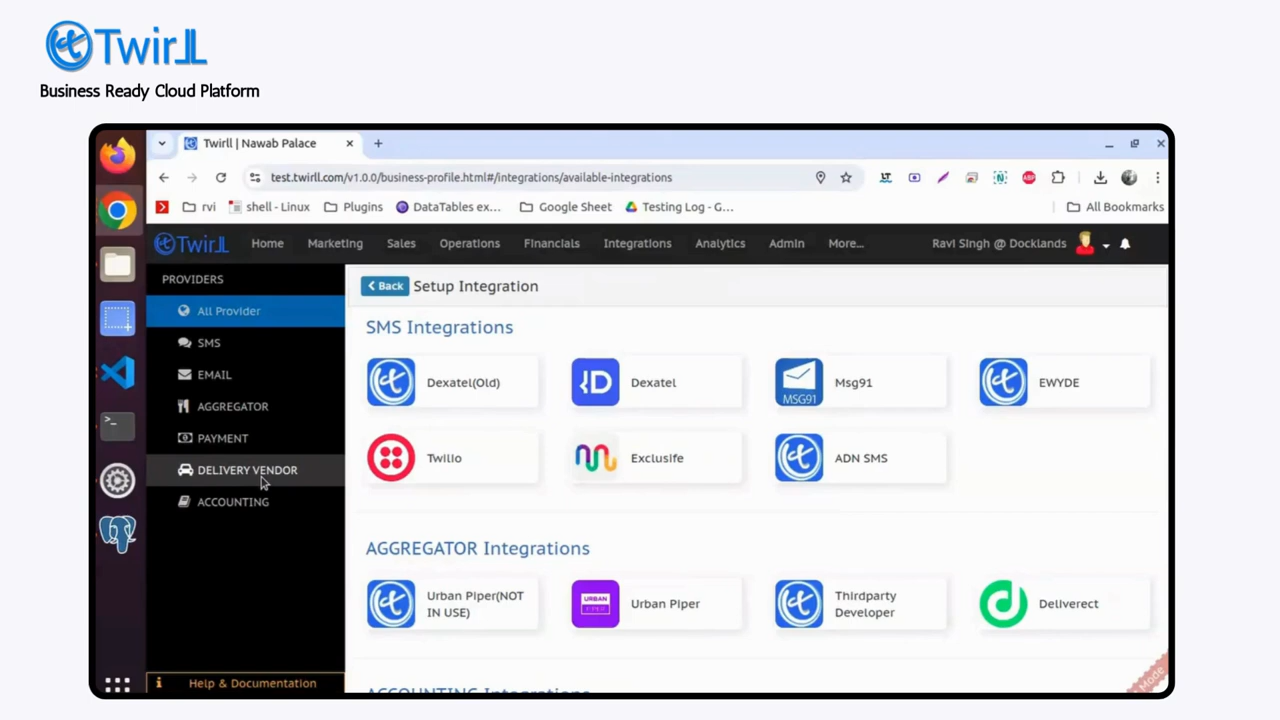 TwirLL
Business Ready Cloud Platform
Twirll | Nawab Palace
test.twirll.com/v1.0.0/business-profile.html#/integrations/available-integrations
rvi
shell - Linux
Plugins
DataTables ex...
Google Sheet
Testing Log - G...
All Bookmarks
TwirLL
Home
Marketing
Sales
Operations
Financials
Integrations
Analytics
Admin
More...
Ravi Singh @ Docklands
PROVIDERS
All Provider
SMS
EMAIL
AGGREGATOR
PAYMENT
DELIVERY VENDOR
ACCOUNTING
Help & Documentation
Back
Setup Integration
SMS Integrations
Dexatel(Old)
Dexatel
MSG91
Msg91
EWYDE
Twilio
Exclusife
ADN SMS
AGGREGATOR Integrations
Urban Piper(NOT
IN USE)
URBAN
PIPER
Urban Piper
Thirdparty
Developer
Deliverect
ACCOUNTING Integrations
Mode